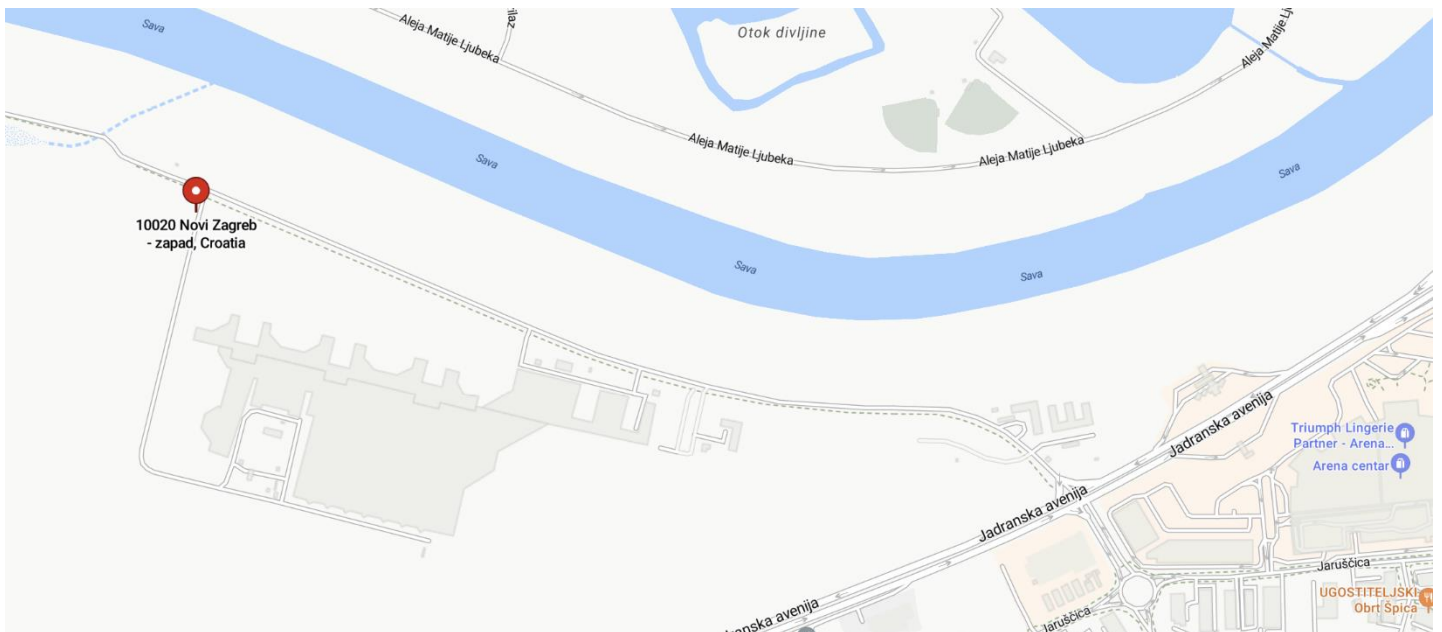 Sava
Aleja Matije Ljubeka
Otok divljine
Aleja Matije Ljubeka
Aleja Matije Ljubeka
Sava
Aleja Matije Ljubeka
Sava
10020 Novi Zagreb
- zapad, Croatia
Sava
Sava
Jadranska avenija
Triumph Lingerie
Partner - Arena...
Arena centar
Jadranska avenija
Jaruščica
UGOSTITELJSKI
Obrt Špica
Jaruščica